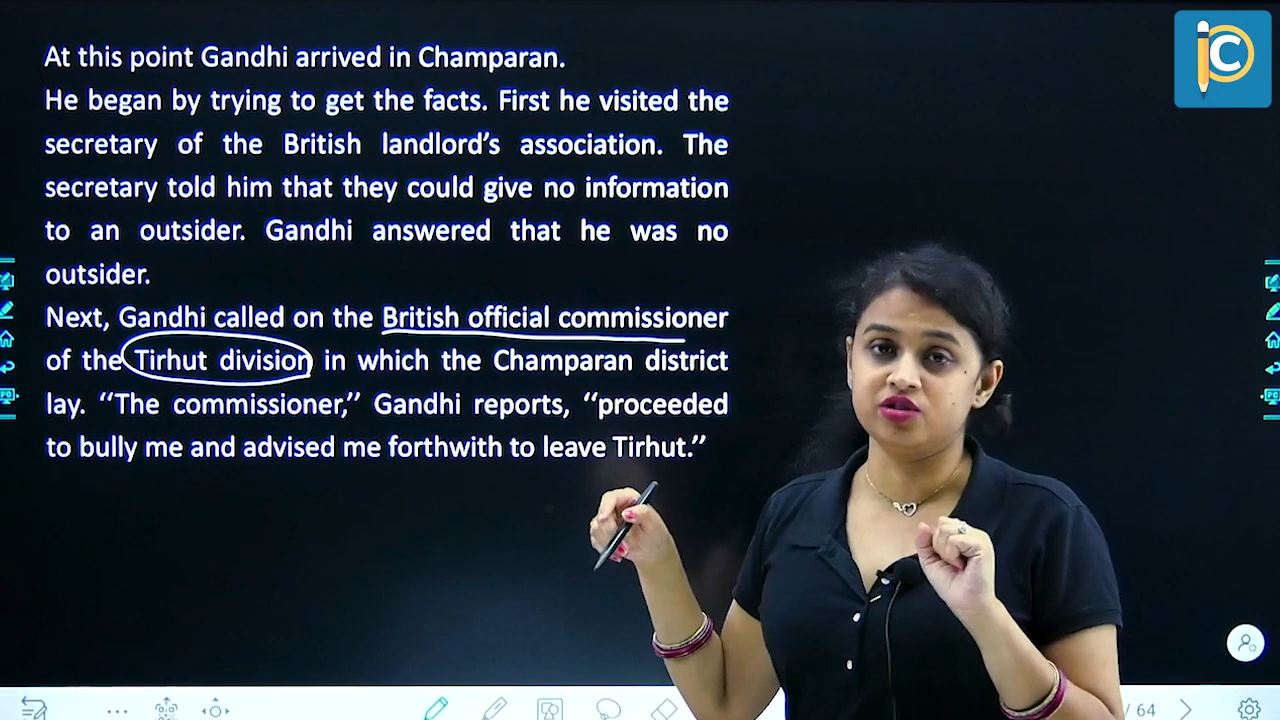 At this point Gandhi arrived in Champaran.
He began by trying to get the facts. First he visited the
secretary of the British landlord’s association. The
secretary told him that they could give no information
to an outsider. Gandhi answered that he was no
outsider.
Next, Gandhi called on the British official commissioner
of the Tirhut division in which the Champaran district
lay. “The commissioner,” Gandhi reports, “proceeded
to bully me and advised me forthwith to leave Tirhut.”
/ 64